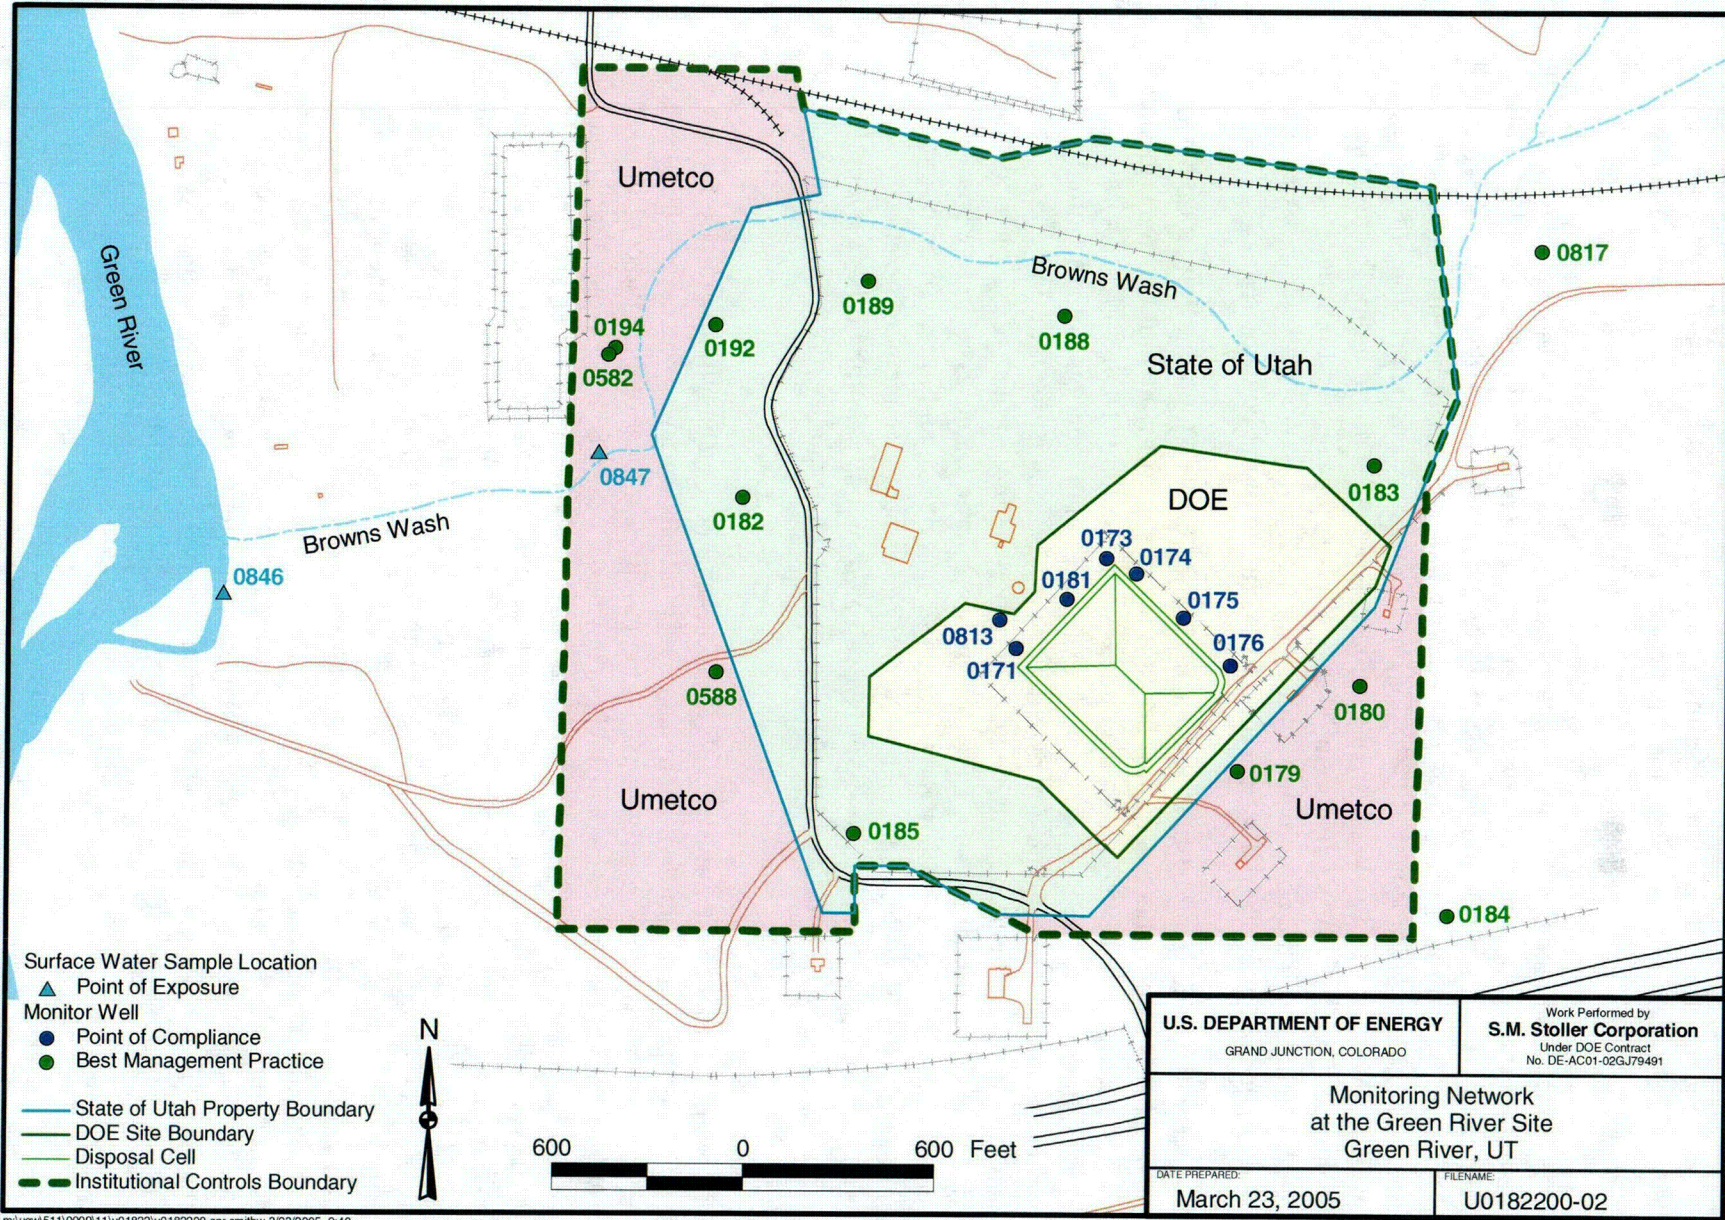 Umetco
0817
Green River
Browns Wash
0189
0194
0188
0192
State of Utah
0582
0847
0183
DOE
0182
Browns Wash
0173
0174
0846
0181
0175
0813
0176
0171
0588
0180
0179
Umetco
Umetco
0185
0184
Surface Water Sample Location
Point of Exposure
Monitor Well
Point of Compliance
Best Management Practice
State of Utah Property Boundary
DOE Site Boundary
Disposal Cell
Institutional Controls Boundary
N
600 0 600 Feet
U.S. DEPARTMENT OF ENERGY
GRAND JUNCTION, COLORADO
Work Performed by
S.M. Stoller Corporation
Under DOE Contract
No. DE-AC01-02GJ79491
Monitoring Network
at the Green River Site
Green River, UT
DATE PREPARED:
March 23, 2005
FILENAME:
U0182200-02